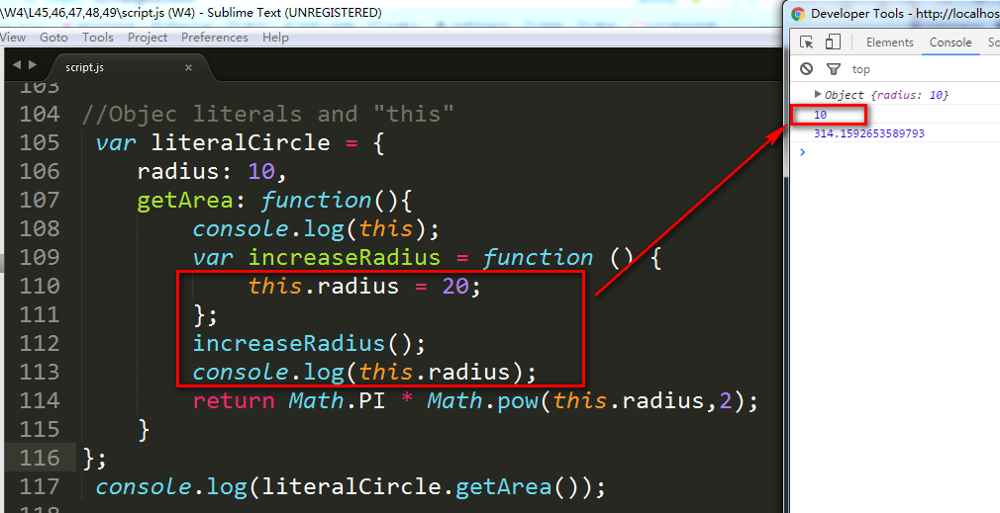 \W4\L45,46,47,48,49\script.js (W4) - Sublime Text (UNREGISTERED)
View Goto Tools Project Preferences Help
script.js ×
103
104 //Objec literals and "this"
105 var literalCircle = {
106 radius: 10,
107 getArea: function(){
108 console.log(this);
109 var increaseRadius = function () {
110 this.radius = 20;
111 };
112 increaseRadius();
113 console.log(this.radius);
114 return Math.PI * Math.pow(this.radius,2);
115 }
116 };
117 console.log(literalCircle.getArea());
118
Developer Tools - http://localhos
Elements Console So
top
Object {radius: 10}
10
314.1592653589793